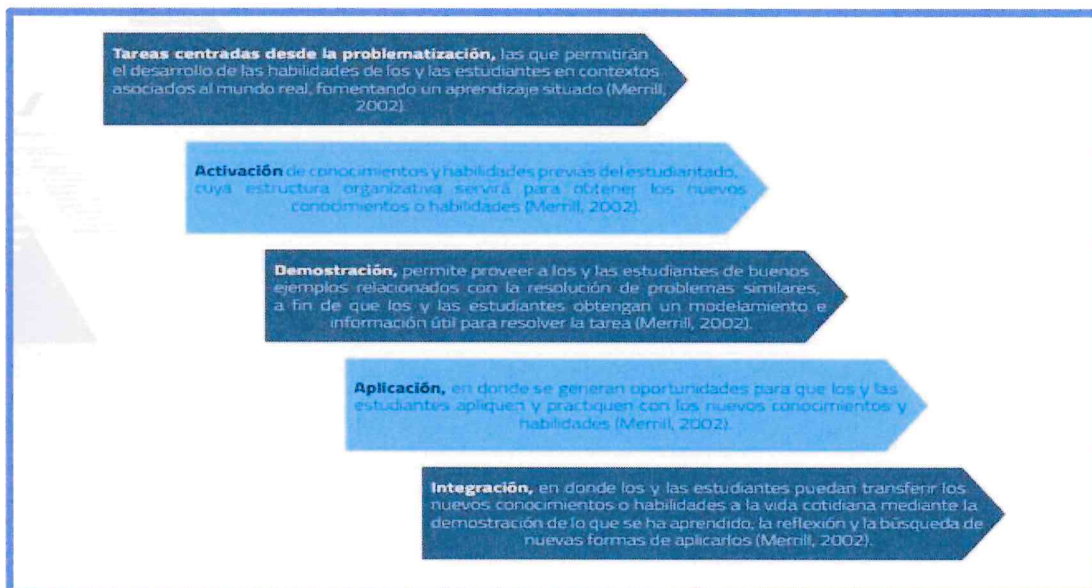 Tareas centradas desde la problematización, las que permitirán
el desarrollo de las habilidades de los y las estudiantes en contextos
asociados al mundo real, fomentando un aprendizaje situado (Merrill,
2002).
Activación de conocimientos y habilidades previas del estudiantado,
cuya estructura organizativa servirá para obtener los nuevos
conocimientos o habilidades (Merrill, 2002).
Demostración, permite proveer a los y las estudiantes de buenos
ejemplos relacionados con la resolución de problemas similares,
a fin de que los y las estudiantes obtengan un modelamiento e
información útil para resolver la tarea (Merrill, 2002).
Aplicación, en donde se generan oportunidades para que los y las
estudiantes apliquen y practiquen con los nuevos conocimientos y
habilidades (Merrill, 2002).
Integración, en donde los y las estudiantes puedan transferir los
nuevos conocimientos o habilidades a la vida cotidiana mediante la
demostración de lo que se ha aprendido, la reflexión y la búsqueda de
nuevas formas de aplicarlos (Merrill, 2002).